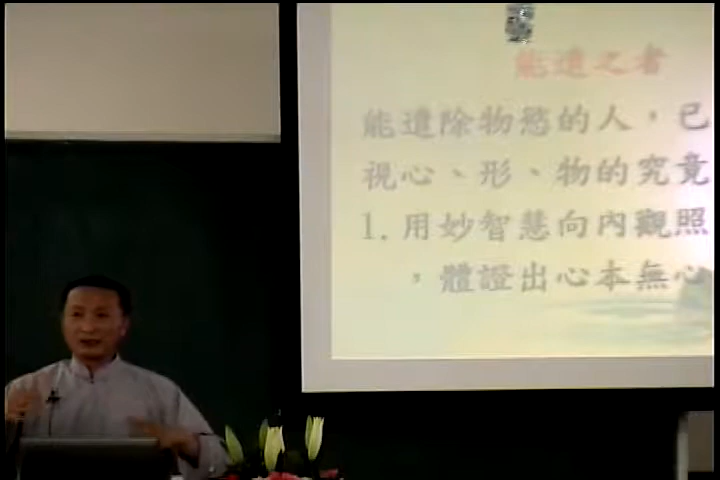 能遣之者
能遣除物慾的人，已
視心、形、物的究竟
1. 用妙智慧向內觀照
，體證出心本無心